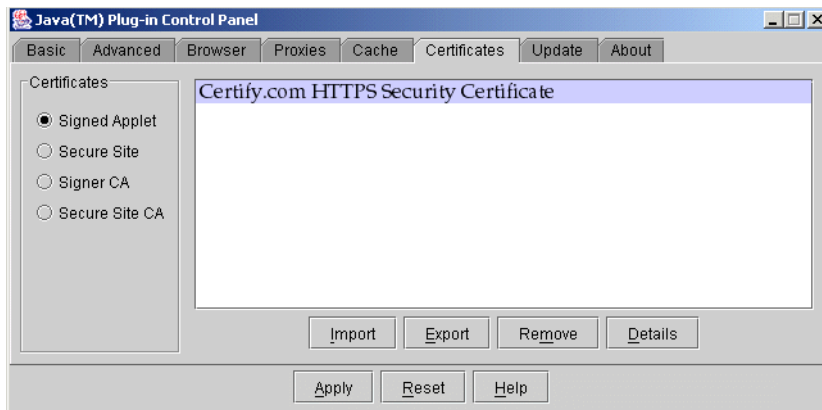 Java(TM) Plug-in Control Panel
Basic Advanced Browser Proxies Cache Certificates Update About
Certificates
Signed Applet
Secure Site
Signer CA
Secure Site CA
Certify.com HTTPS Security Certificate
Import Export Remove Details
Apply Reset Help